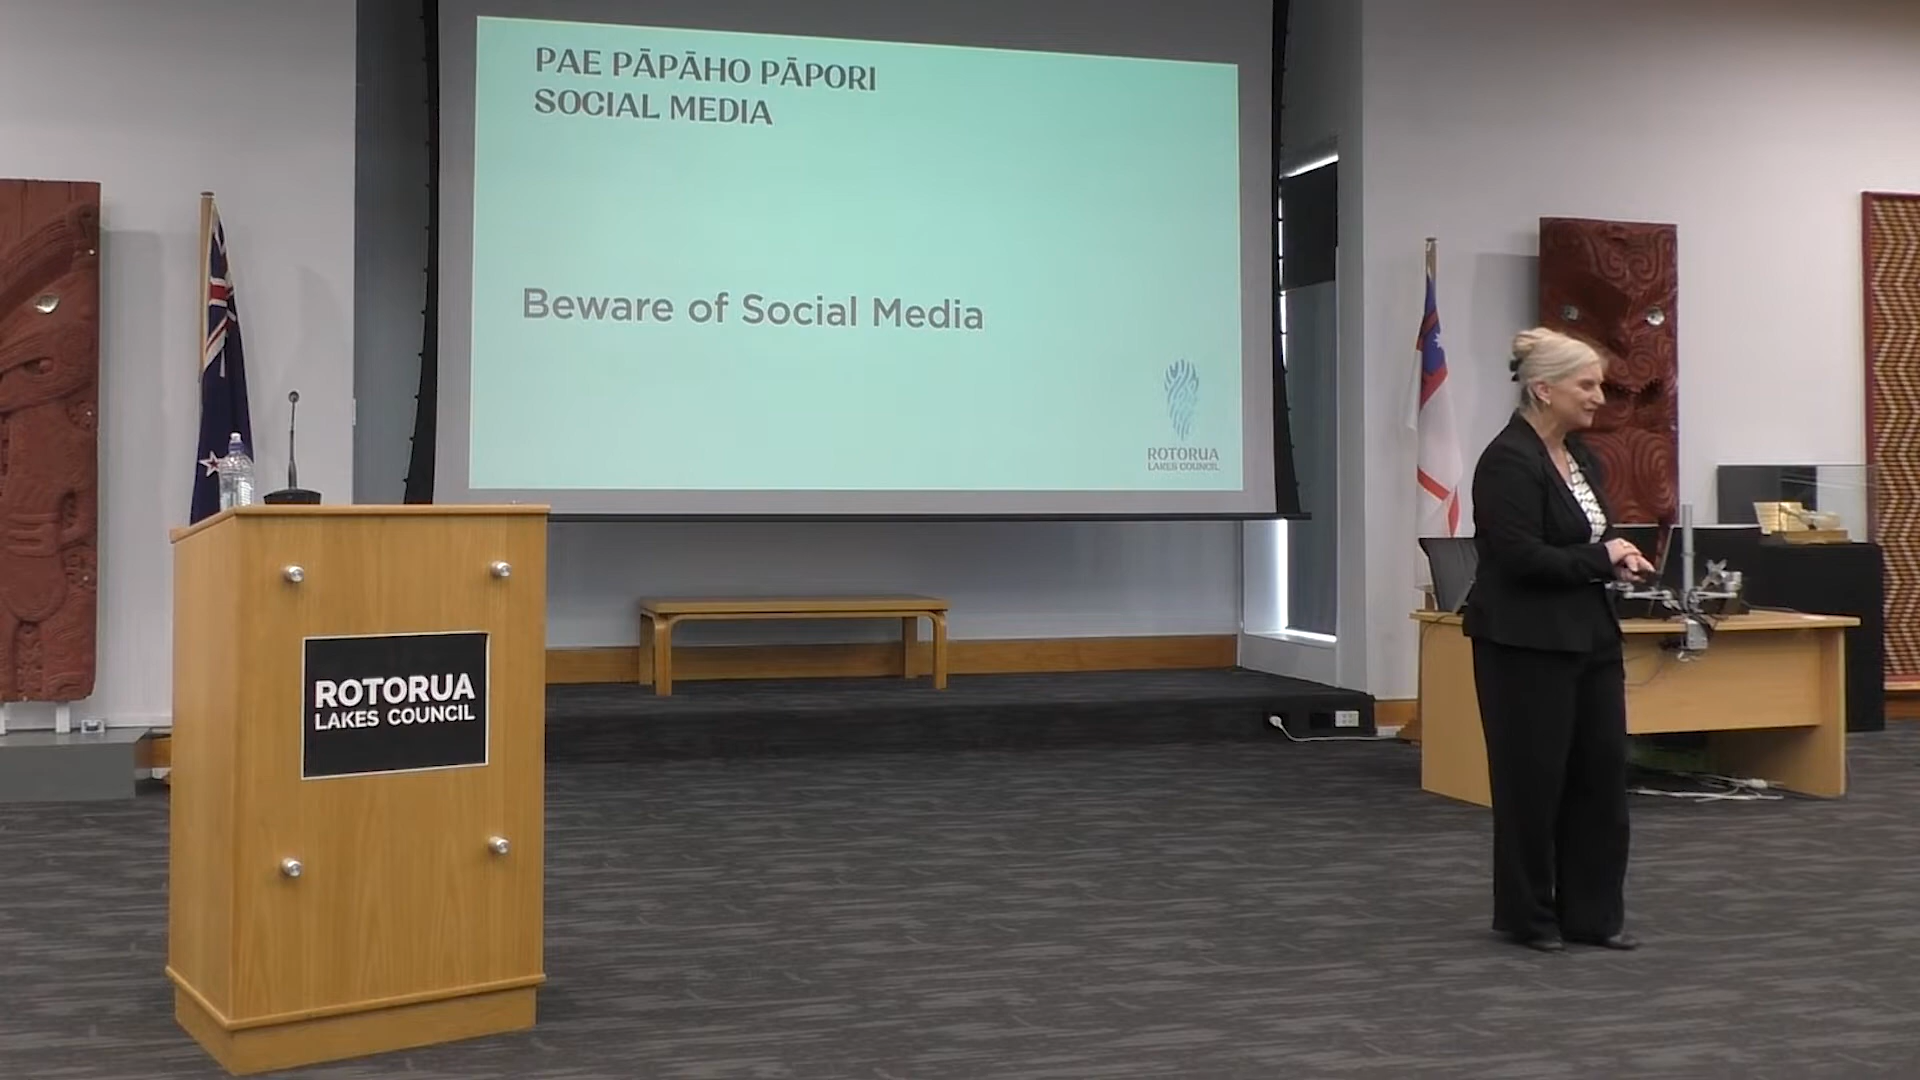 PAE PĀPĀHO PĀPORI
SOCIAL MEDIA
Beware of Social Media
ROTORUA
LAKES COUNCIL
ROTORUA
LAKES COUNCIL